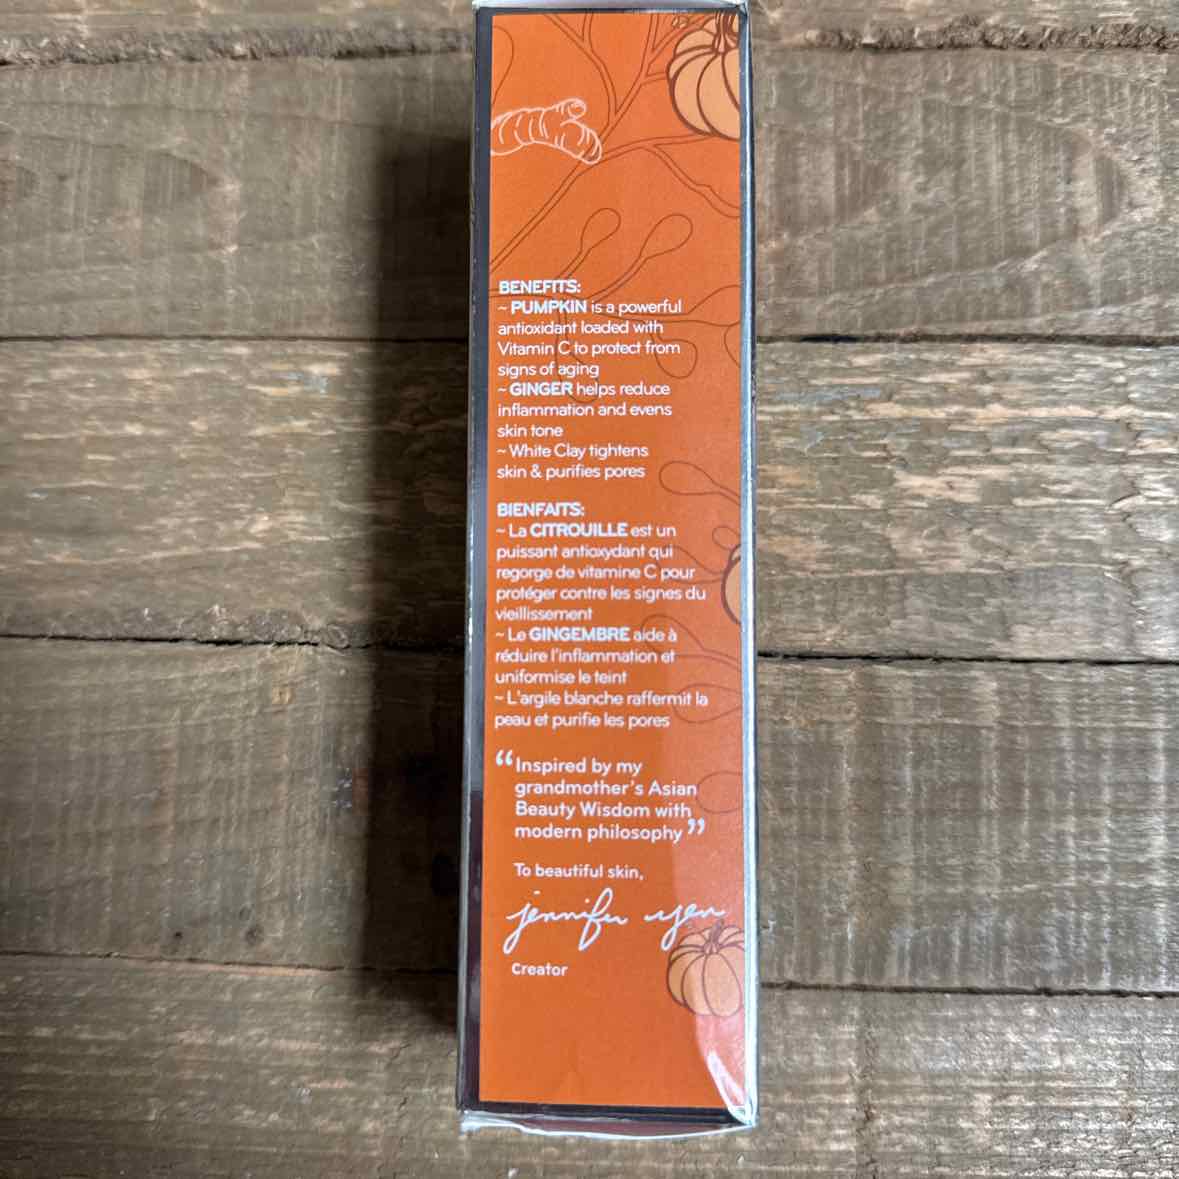 BENEFITS:
~ PUMPKIN is a powerful
antioxidant loaded with
Vitamin C to protect from
signs of aging
~ GINGER helps reduce
inflammation and evens
skin tone
~ White Clay tightens
skin & purifies pores
BIENFAITS:
~ La CITROUILLE est un
puissant antioxydant qui
regorge de vitamine C pour
protéger contre les signes du
vieillissement
~ Le GINGEMBRE aide à
réduire l'inflammation et
uniformise le teint
~ L'argile blanche raffermit la
peau et purifie les pores
“Inspired by my
grandmother's Asian
Beauty Wisdom with
modern philosophy”
To beautiful skin,
jennifer yen
Creator